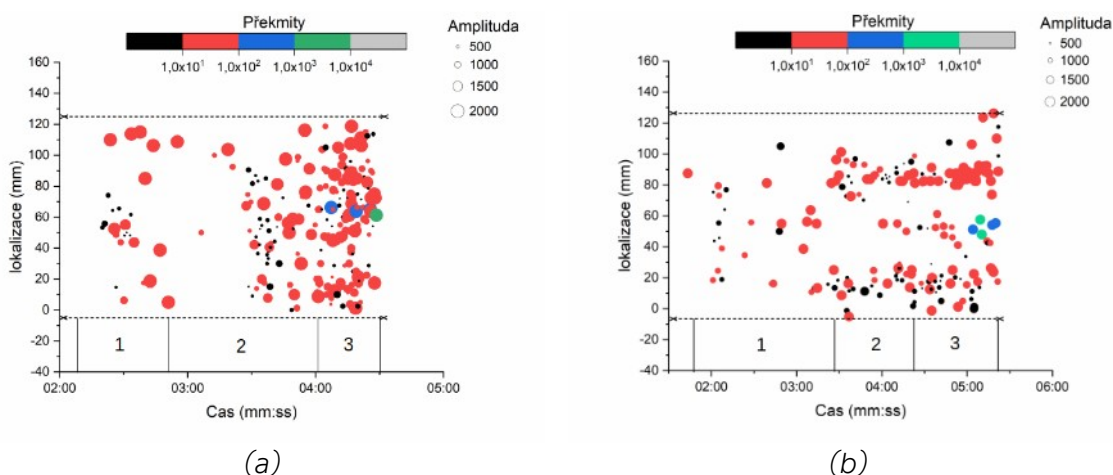 Překmity
1,0x10¹ 1,0x10² 1,0x10³ 1,0x10⁴
Amplituda
500
1000
1500
2000
160
140
120
100
80
60
40
20
0
-20
-40
lokalizace (mm)
1 2 3
02:00 03:00 04:00 05:00
Cas (mm:ss)
(a)
Překmity
1,0x10¹ 1,0x10² 1,0x10³ 1,0x10⁴
Amplituda
500
1000
1500
2000
160
140
120
100
80
60
40
20
0
-20
-40
lokalizace (mm)
1 2 3
02:00 03:00 04:00 05:00 06:00
Cas (mm:ss)
(b)